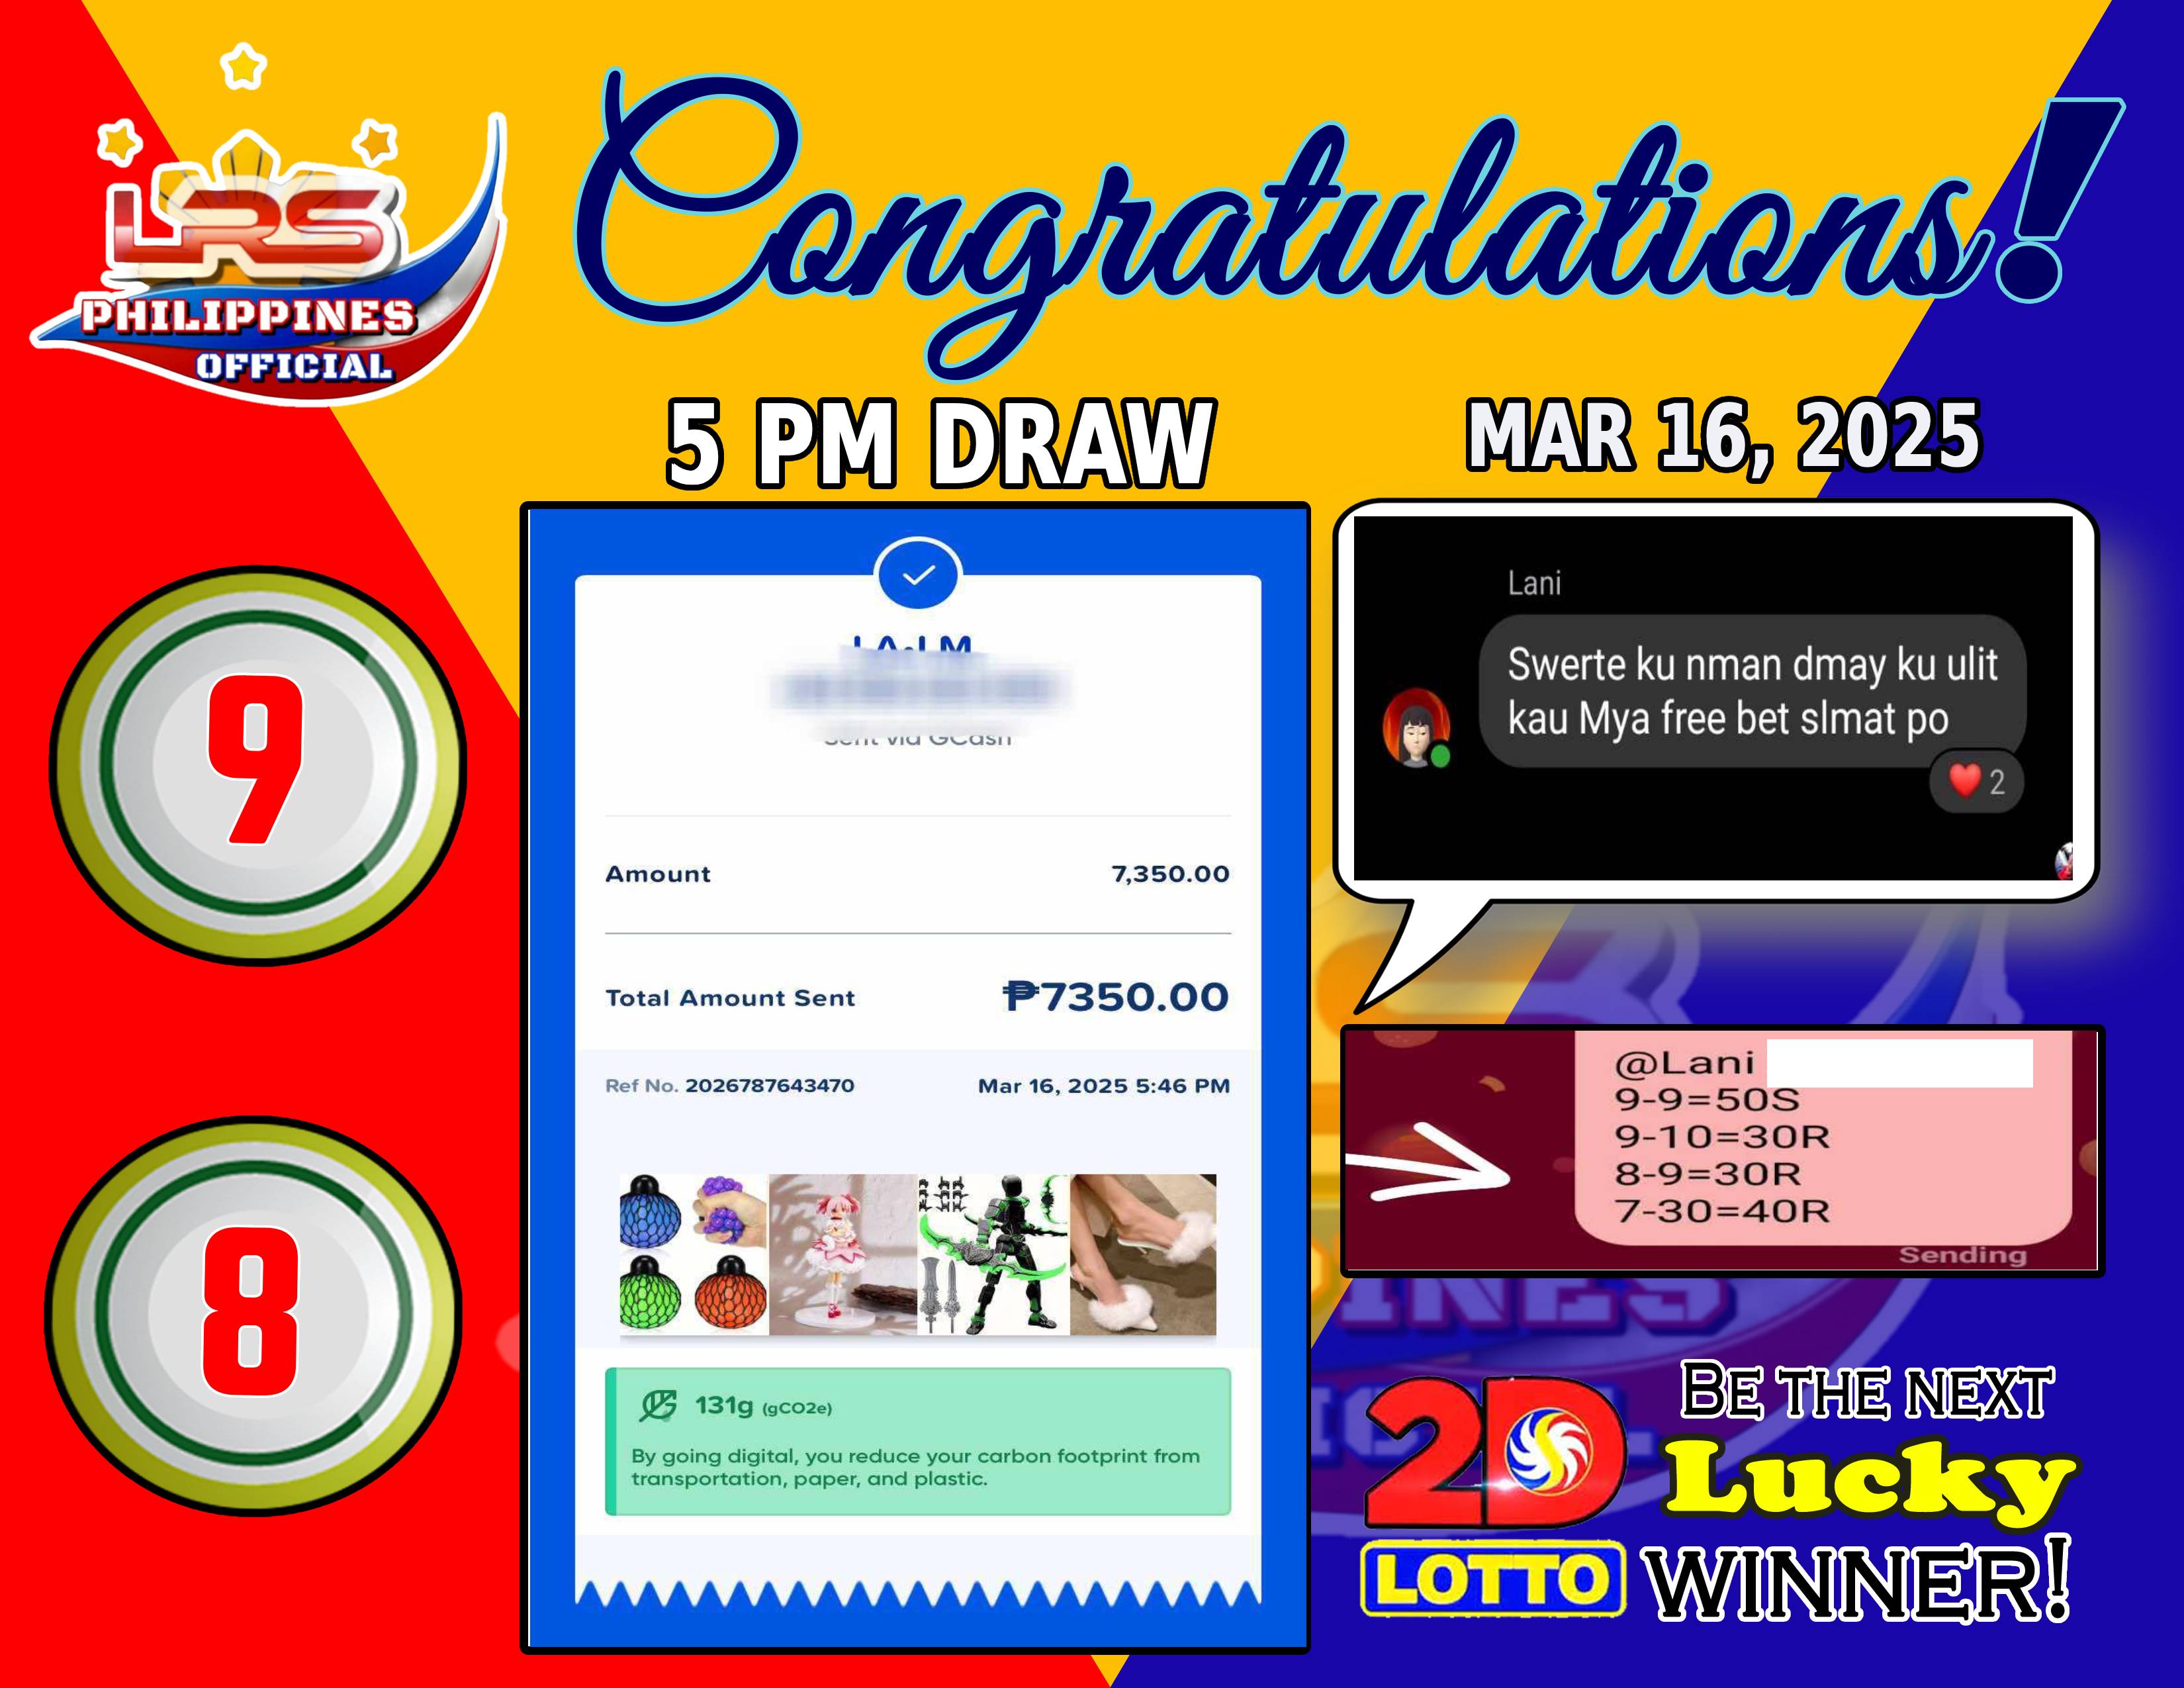 LRS
PHILIPPINES
OFFICIAL
Congratulations!
5 PM DRAW
MAR 16, 2025
9
8
Sent via GCash
Amount 7,350.00
Total Amount Sent ₱7350.00
Ref No. 2026787643470 Mar 16, 2025 5:46 PM
131g (gCO2e)
By going digital, you reduce your carbon footprint from
transportation, paper, and plastic.
Lani
Swerte ku nman dmay ku ulit
kau Mya free bet slmat po
2
@Lani
9-9=50S
9-10=30R
8-9=30R
7-30=40R
Sending
2D
LOTTO
BE THE NEXT
Lucky
WINNER!